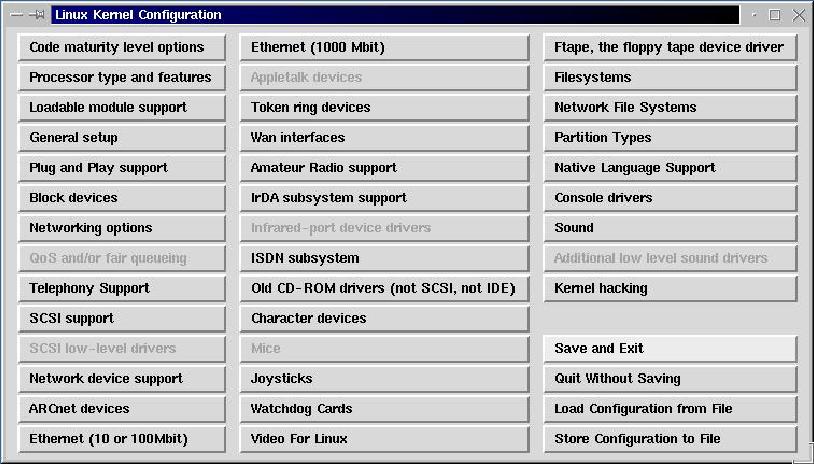 Linux Kernel Configuration
Code maturity level options
Processor type and features
Loadable module support
General setup
Plug and Play support
Block devices
Networking options
QoS and/or fair queueing
Telephony Support
SCSI support
SCSI low-level drivers
Network device support
ARCnet devices
Ethernet (10 or 100Mbit)
Ethernet (1000 Mbit)
Appletalk devices
Token ring devices
Wan interfaces
Amateur Radio support
IrDA subsystem support
Infrared-port device drivers
ISDN subsystem
Old CD-ROM drivers (not SCSI, not IDE)
Character devices
Mice
Joysticks
Watchdog Cards
Video For Linux
Ftape, the floppy tape device driver
Filesystems
Network File Systems
Partition Types
Native Language Support
Console drivers
Sound
Additional low level sound drivers
Kernel hacking
Save and Exit
Quit Without Saving
Load Configuration from File
Store Configuration to File